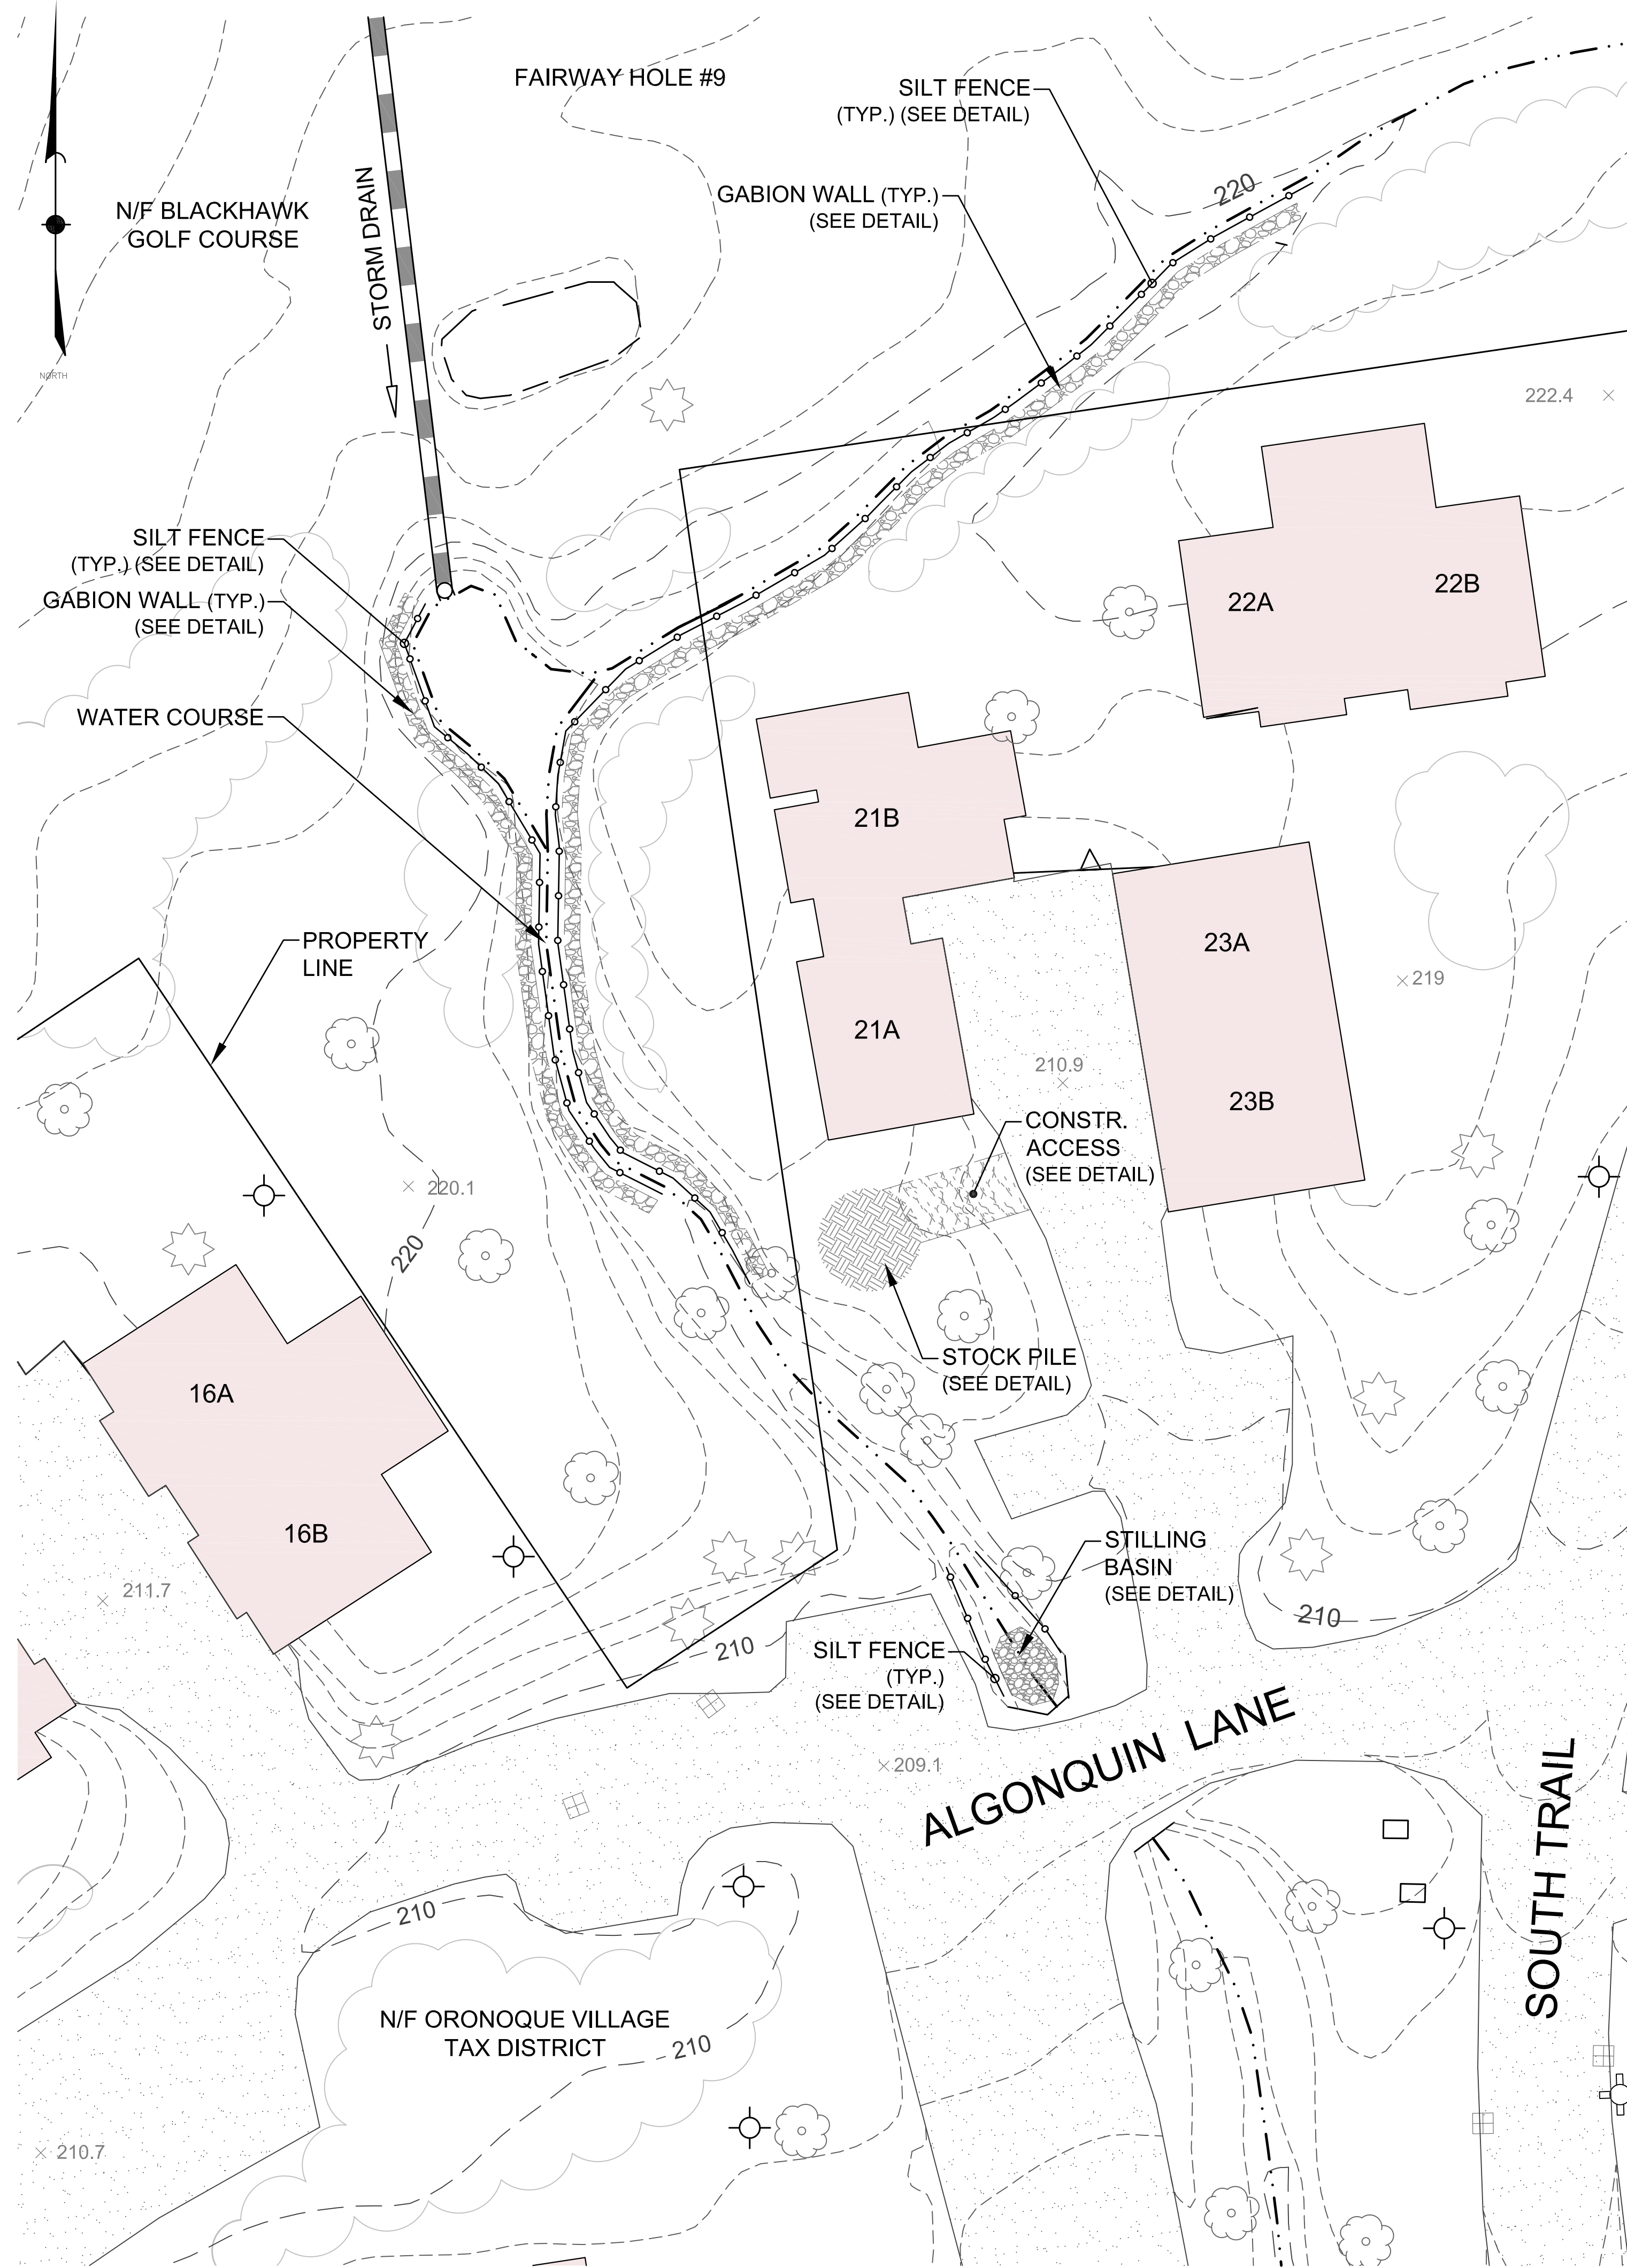 FAIRWAY HOLE #9
SILT FENCE
(TYP.) (SEE DETAIL)
220
GABION WALL (TYP.)
(SEE DETAIL)
N/F BLACKHAWK
GOLF COURSE
STORM DRAIN
NORTH
222.4
SILT FENCE
(TYP.) (SEE DETAIL)
GABION WALL (TYP.)
(SEE DETAIL)
WATER COURSE
22A
22B
21B
PROPERTY
LINE
23A
219
21A
210.9
23B
CONSTR.
ACCESS
(SEE DETAIL)
220.1
220
STOCK PILE
(SEE DETAIL)
16A
16B
STILLING
BASIN
(SEE DETAIL)
211.7
210
210
SILT FENCE
(TYP.)
(SEE DETAIL)
209.1
ALGONQUIN LANE
SOUTH TRAIL
210
N/F ORONOQUE VILLAGE
TAX DISTRICT
210
210.7